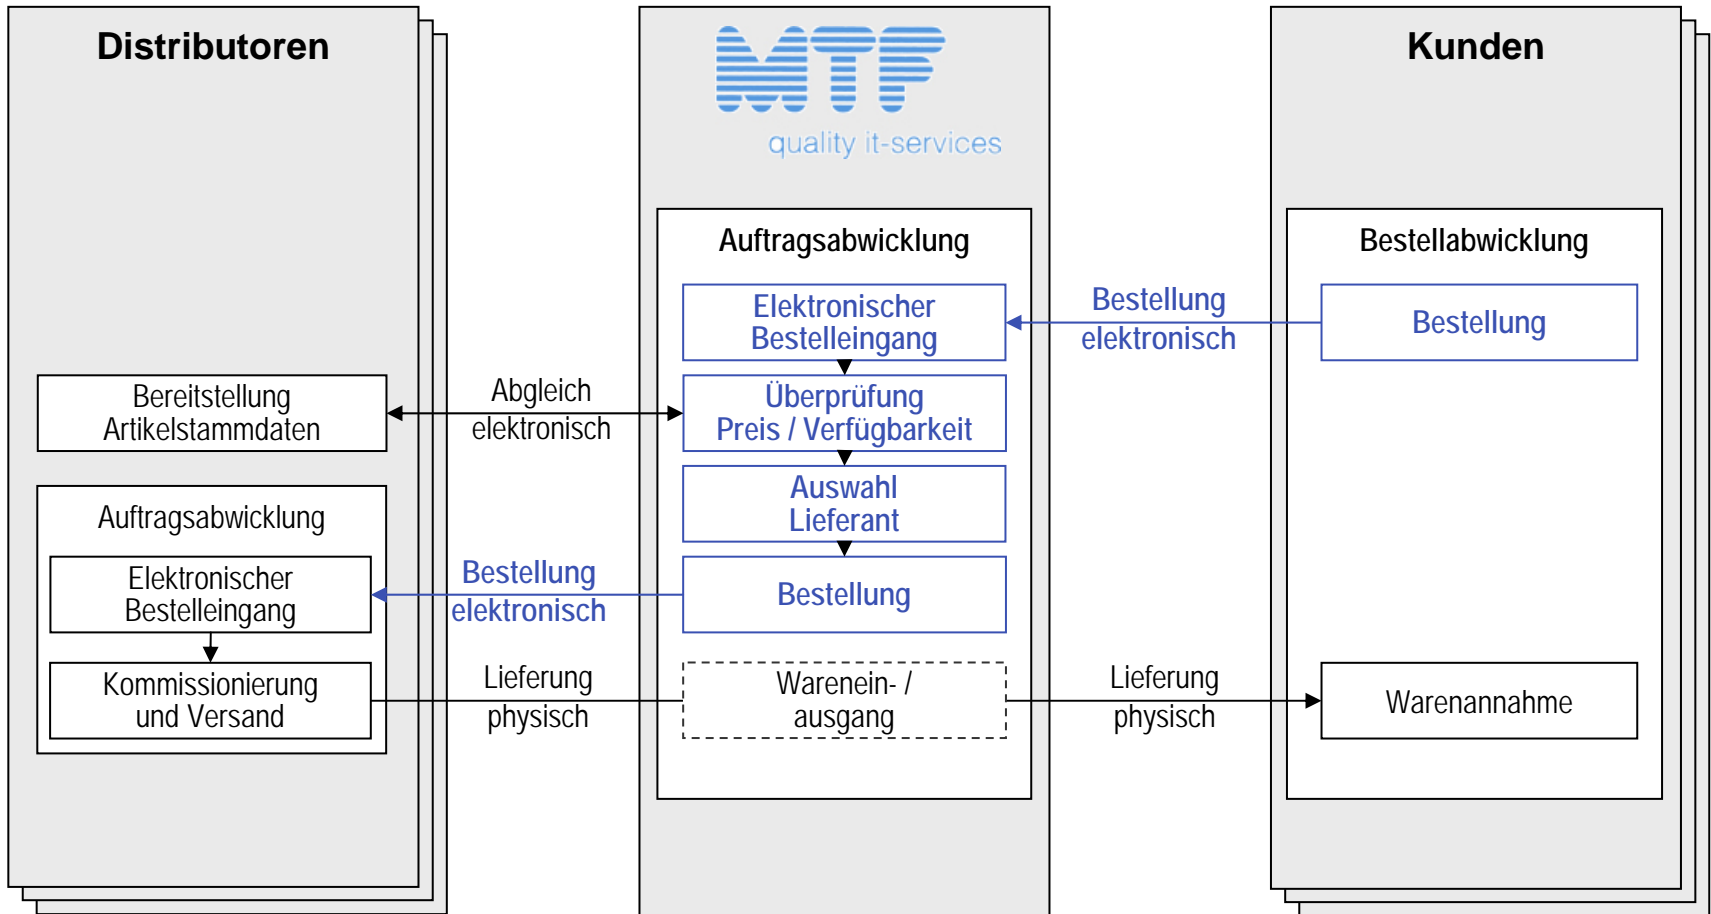 Distributoren
Bereitstellung
Artikelstammdaten
Auftragsabwicklung
Elektronischer
Bestelleingang
Kommissionierung
und Versand
Abgleich
elektronisch
Bestellung
elektronisch
Lieferung
physisch
MTF
quality it-services
Auftragsabwicklung
Elektronischer
Bestelleingang
Überprüfung
Preis / Verfügbarkeit
Auswahl
Lieferant
Bestellung
Warenein- /
ausgang
Bestellung
elektronisch
Lieferung
physisch
Kunden
Bestellabwicklung
Bestellung
Warenannahme